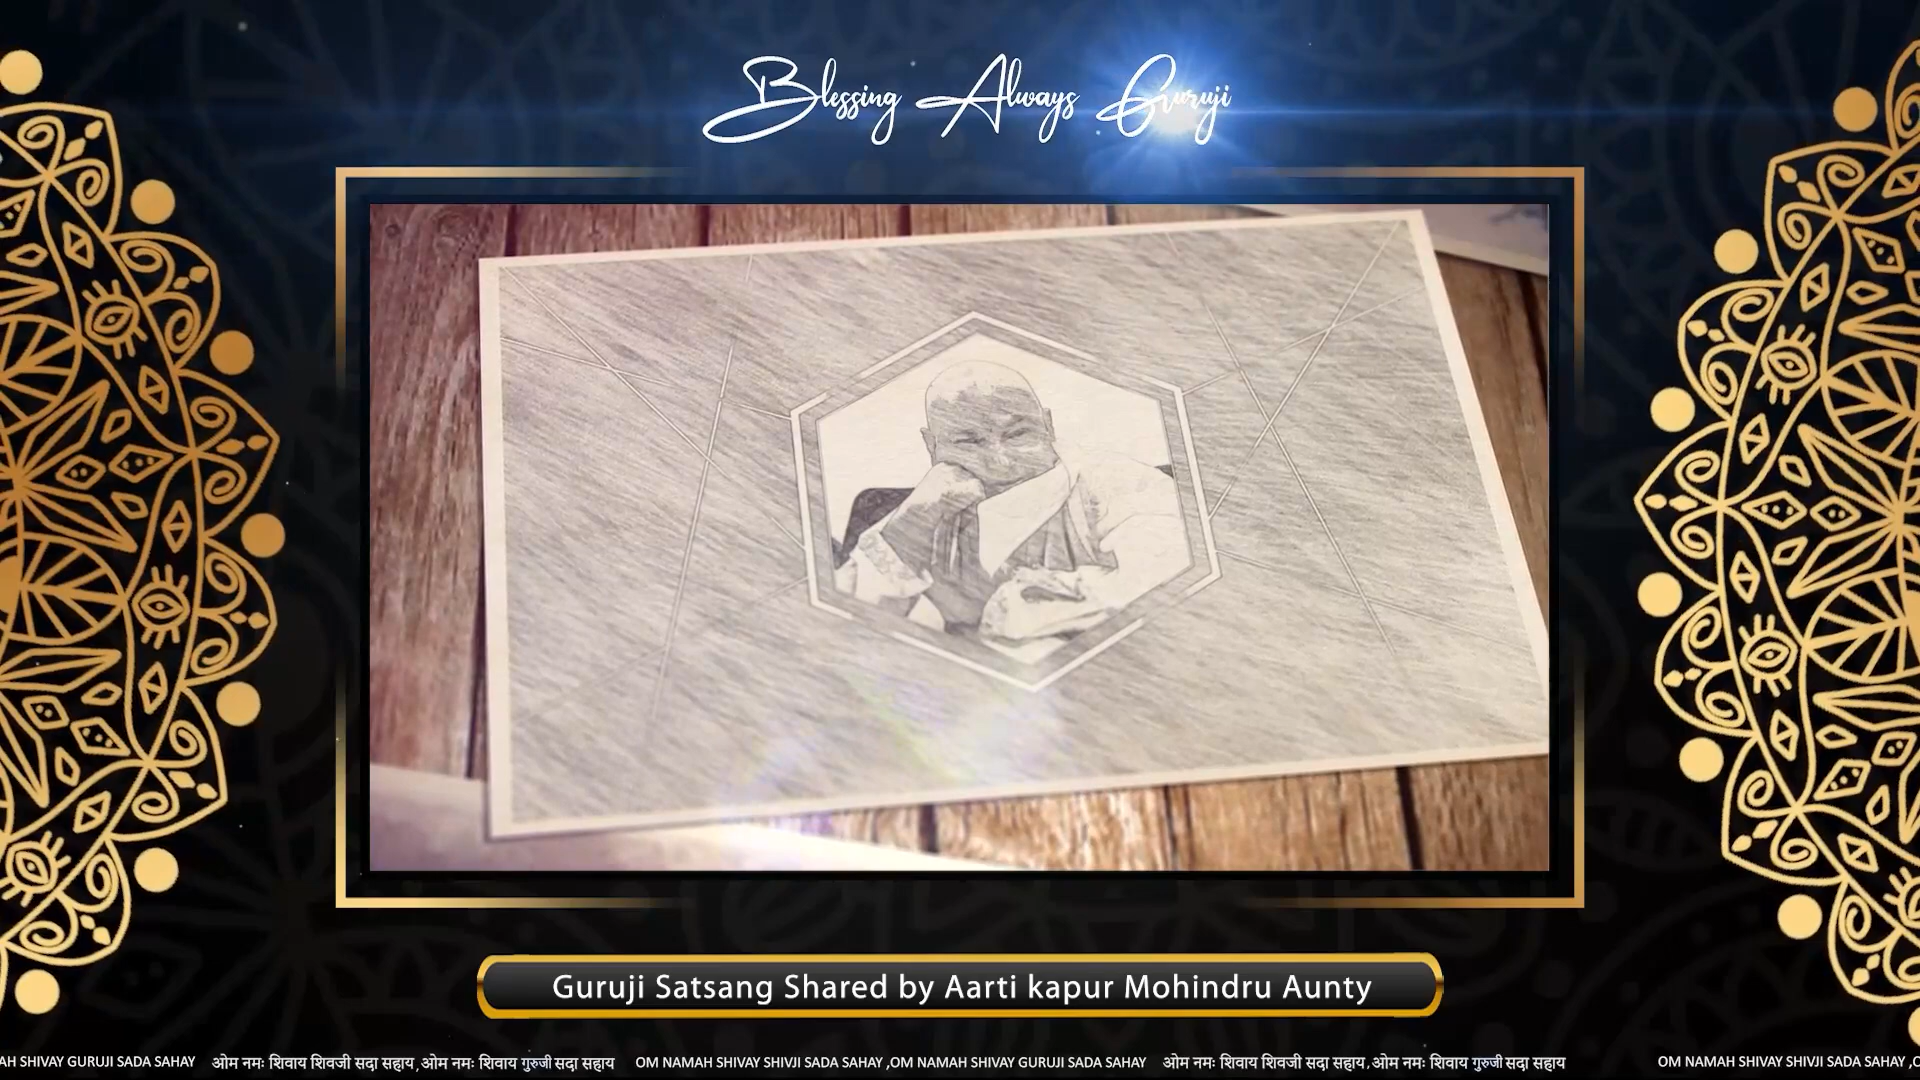 Blessing Always Guruji
Guruji Satsang Shared by Aarti kapur Mohindru Aunty
AH SHIVAY GURUJI SADA SAHAY ओम नमः शिवाय शिवजी सदा सहाय,ओम नमः शिवाय गुरुजी सदा सहाय OM NAMAH SHIVAY SHIVJI SADA SAHAY ,OM NAMAH SHIVAY GURUJI SADA SAHAY ओम नमः शिवाय शिवजी सदा सहाय,ओम नमः शिवाय गुरुजी सदा सहाय OM NAMAH SHIVAY SHIVJI SADA SAHAY ,